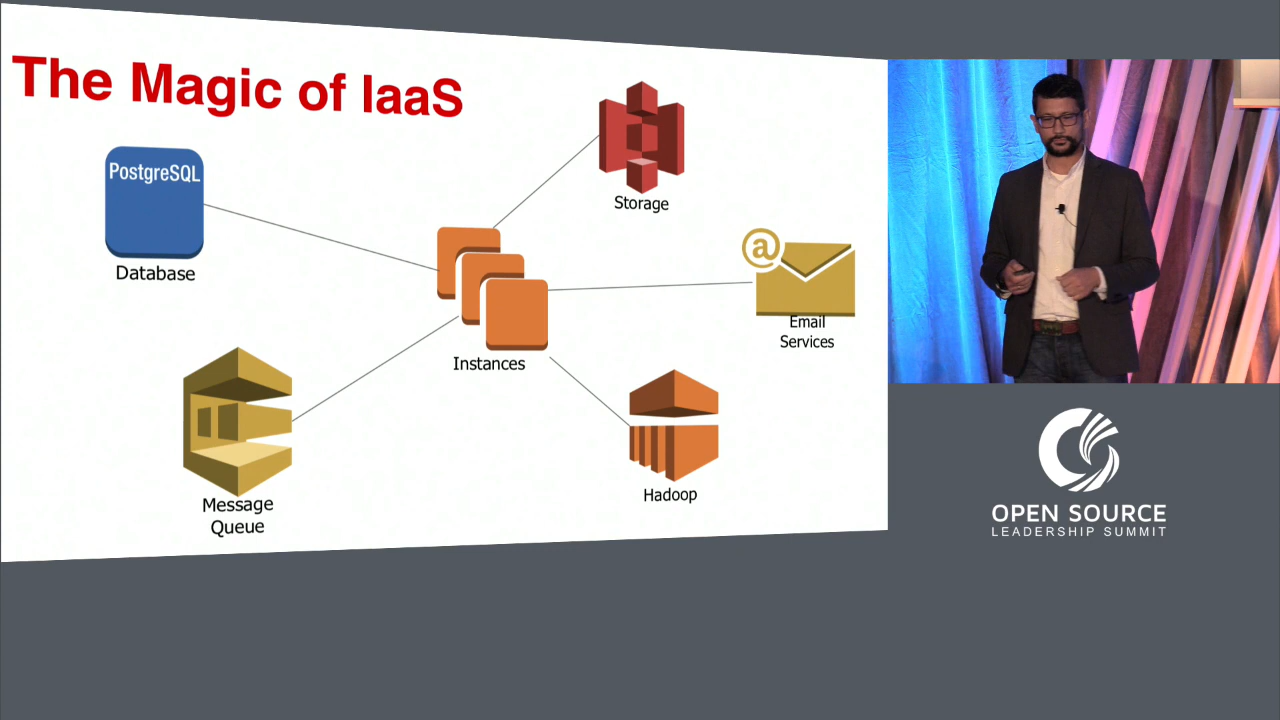 The Magic of IaaS
PostgreSQL
Database
Storage
@
Email
Services
Instances
Message
Queue
Hadoop
OPEN SOURCE
LEADERSHIP SUMMIT